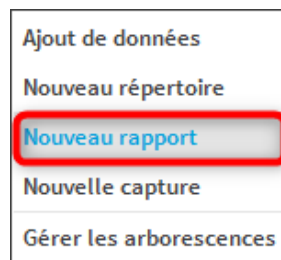 Ajout de données
Nouveau répertoire
Nouveau rapport
Nouvelle capture
Gérer les arborescences